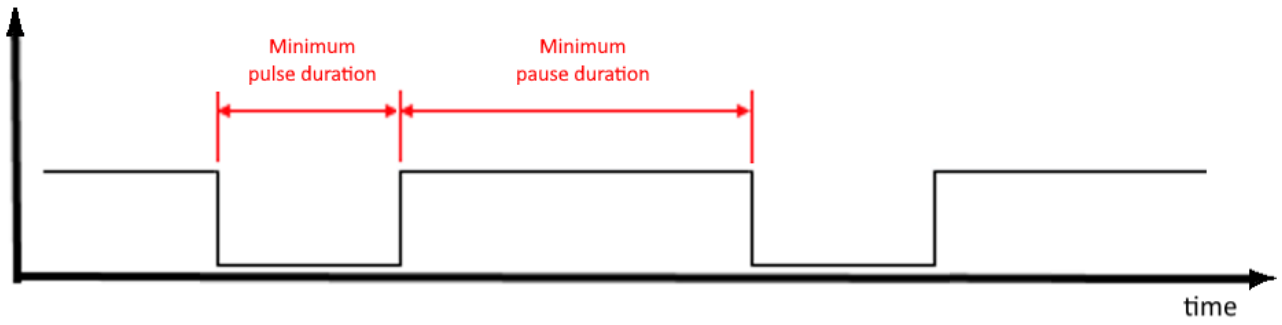 Minimum
pulse duration
Minimum
pause duration
time